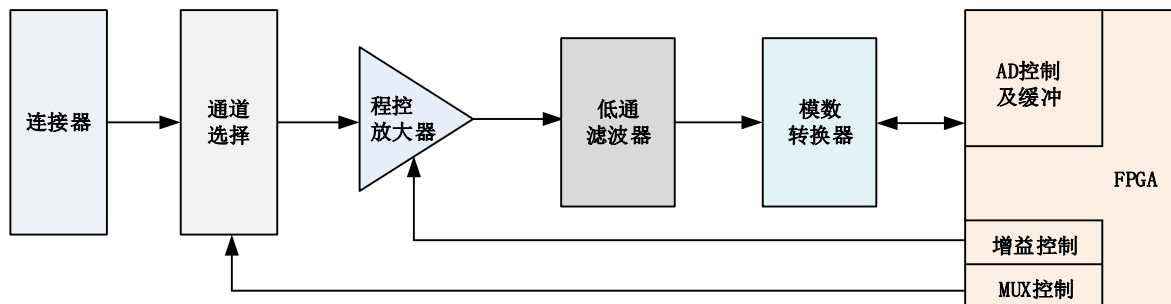 连接器
通道
选择
程控
放大器
低通
滤波器
模数
转换器
AD控制
及缓冲
FPGA
增益控制
MUX控制